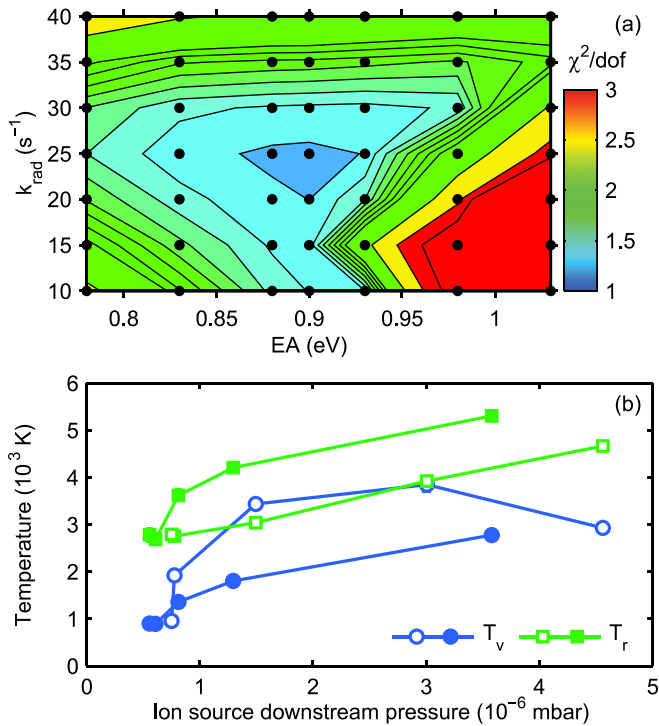 (a)
χ²/dof
40
35
30
25
20
15
10
k_rad (s⁻¹)
3
2.5
2
1.5
1
0.8 0.85 0.9 0.95 1
EA (eV)
(b)
6
5
4
3
2
1
0
Temperature (10³ K)
T_v T_r
0 1 2 3 4 5
Ion source downstream pressure (10⁻⁶ mbar)